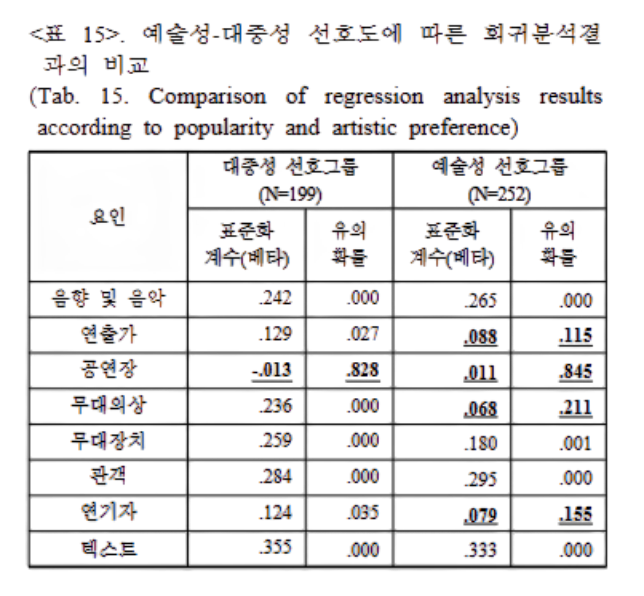 <표 15>. 예술성-대중성 선호도에 따른 회귀분석결
과의 비교
(Tab. 15. Comparison of regression analysis results
according to popularity and artistic preference)
요인 대중성 선호그룹 (N=199) 예술성 선호그룹 (N=252)
표준화 계수(베타) 유의 확률 표준화 계수(베타) 유의 확률
음향 및 음악 .242 .000 .265 .000
연출가 .129 .027 .088 .115
공연장 -.013 .828 .011 .845
무대의상 .236 .000 .068 .211
무대장치 .259 .000 .180 .001
관객 .284 .000 .295 .000
연기자 .124 .035 .079 .155
텍스트 .355 .000 .333 .000